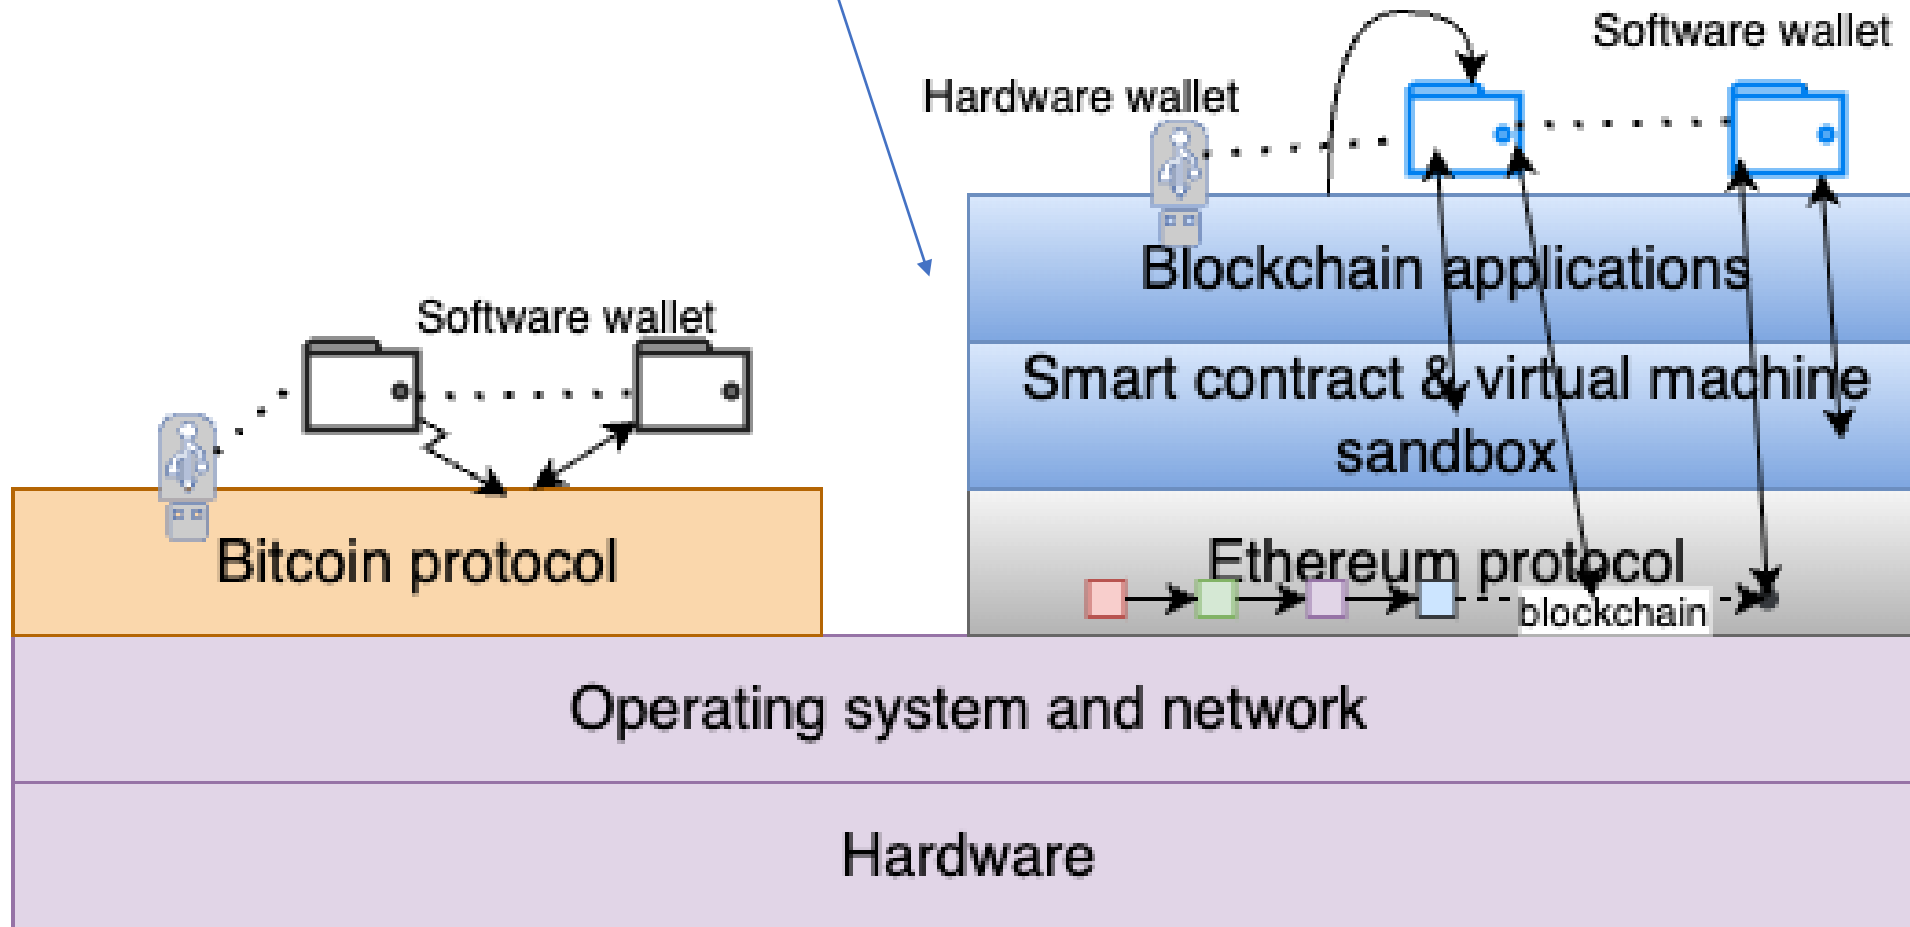 Software wallet
Hardware wallet
Blockchain applications
Software wallet
Smart contract & virtual machine
sandbox
Bitcoin protocol
Ethereum protocol
blockchain
Operating system and network
Hardware